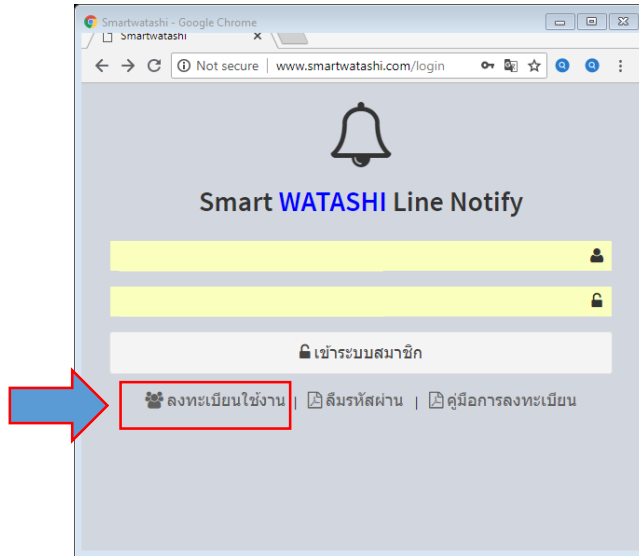 Smartwatashi - Google Chrome
Smartwatashi
Not secure | www.smartwatashi.com/login
Smart WATASHI Line Notify
เข้าระบบสมาชิก
ลงทะเบียนใช้งาน | ลืมรหัสผ่าน | คู่มือการลงทะเบียน